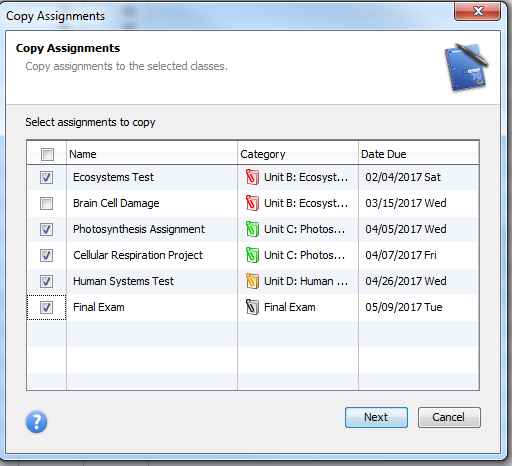 Copy Assignments
Copy Assignments
Copy assignments to the selected classes.
Select assignments to copy
Name Category Date Due
Ecosystems Test Unit B: Ecosyst... 02/04/2017 Sat
Brain Cell Damage Unit B: Ecosyst... 03/15/2017 Wed
Photosynthesis Assignment Unit C: Photos... 04/05/2017 Wed
Cellular Respiration Project Unit C: Photos... 04/07/2017 Fri
Human Systems Test Unit D: Human ... 04/26/2017 Wed
Final Exam Final Exam 05/09/2017 Tue
? Next Cancel